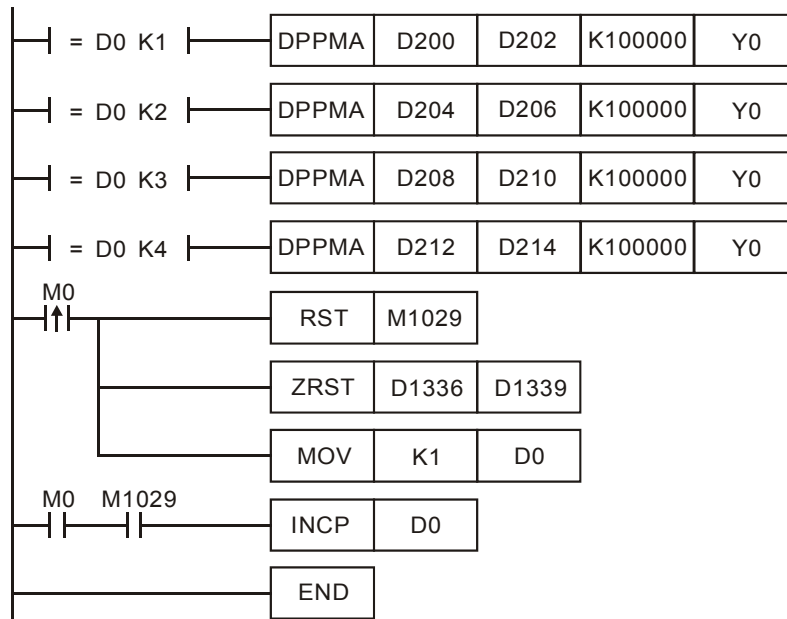 = D0 K1 DPPMA D200 D202 K100000 Y0
= D0 K2 DPPMA D204 D206 K100000 Y0
= D0 K3 DPPMA D208 D210 K100000 Y0
= D0 K4 DPPMA D212 D214 K100000 Y0
M0
RST M1029
ZRST D1336 D1339
MOV K1 D0
M0 M1029
INCP D0
END